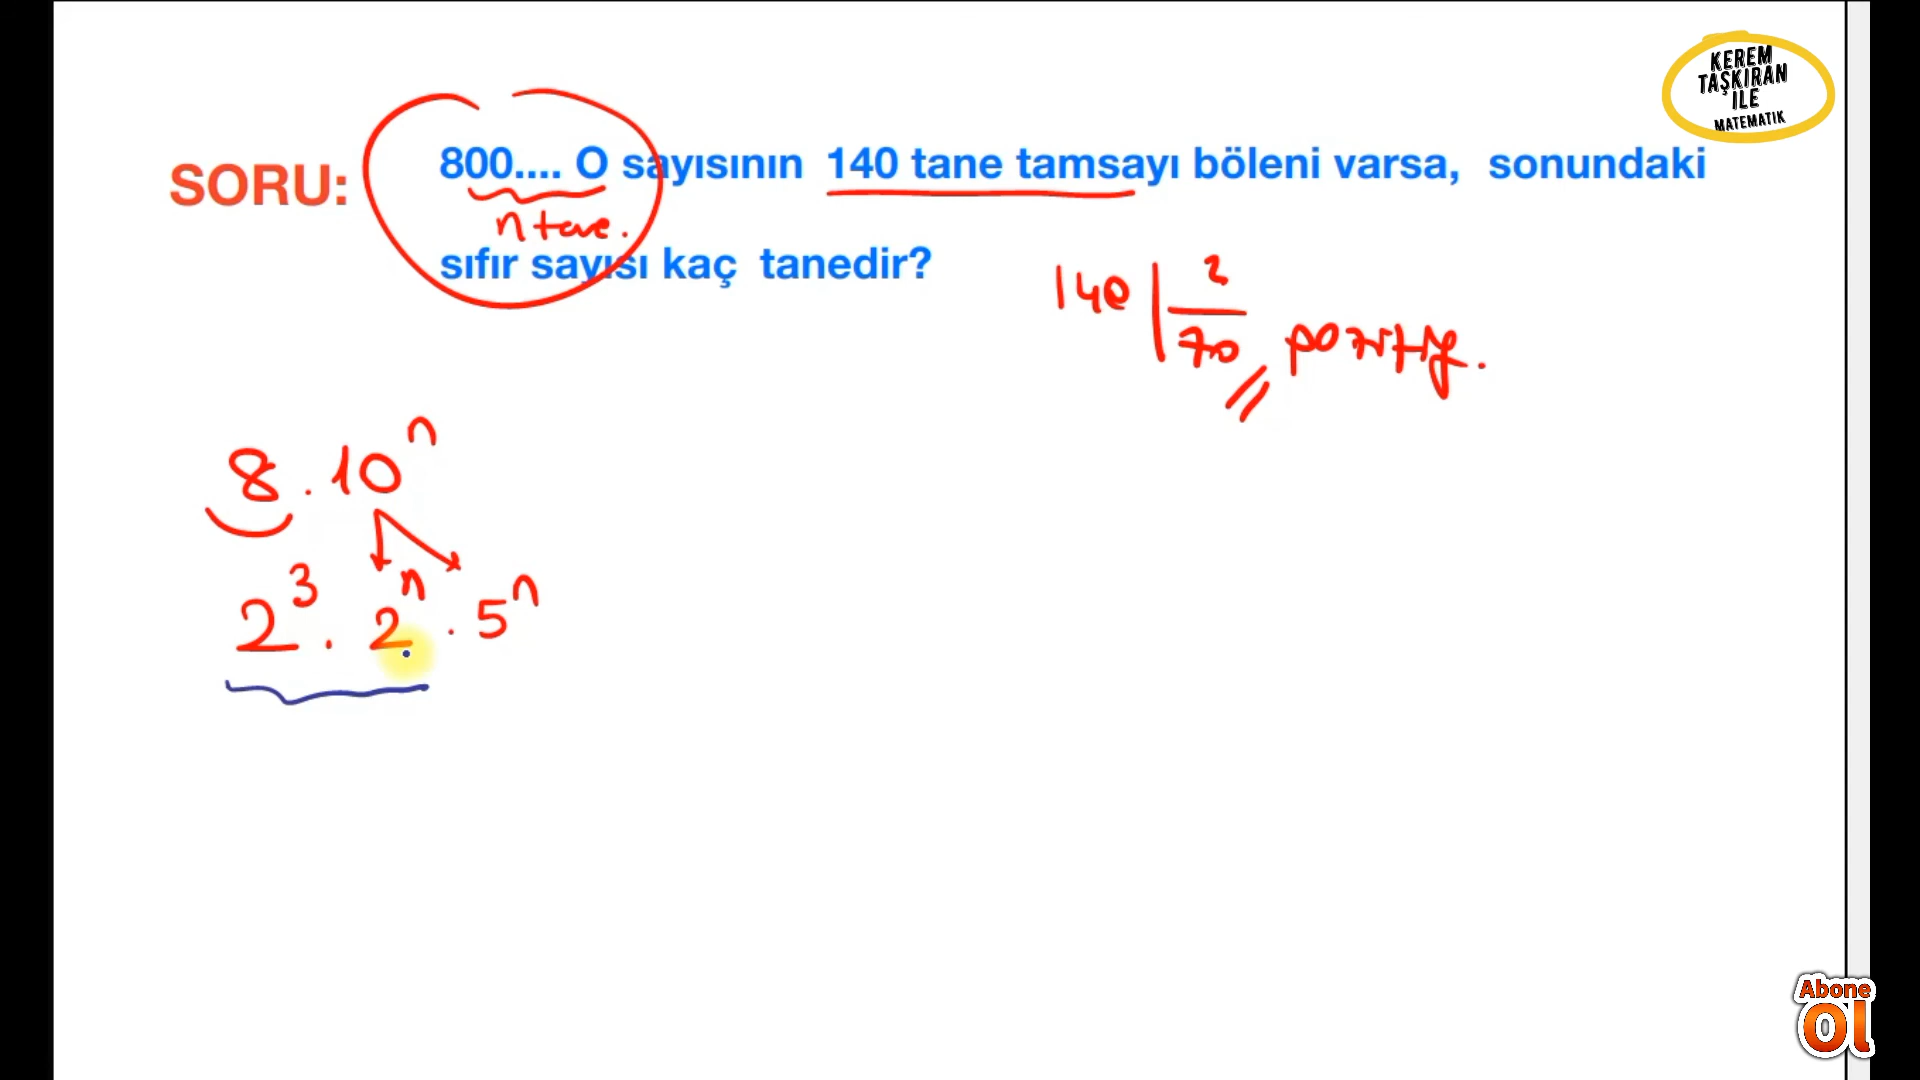 KEREM
TAŞKIRAN
İLE
MATEMATİK
SORU:
800.... O sayısının 140 tane tamsayı böleni varsa, sonundaki
n tane.
sıfır sayısı kaç tanedir?
140 | 2
70 pozitif.
8 . 10^n
2^3 . 2^n . 5^n
Abone
Ol